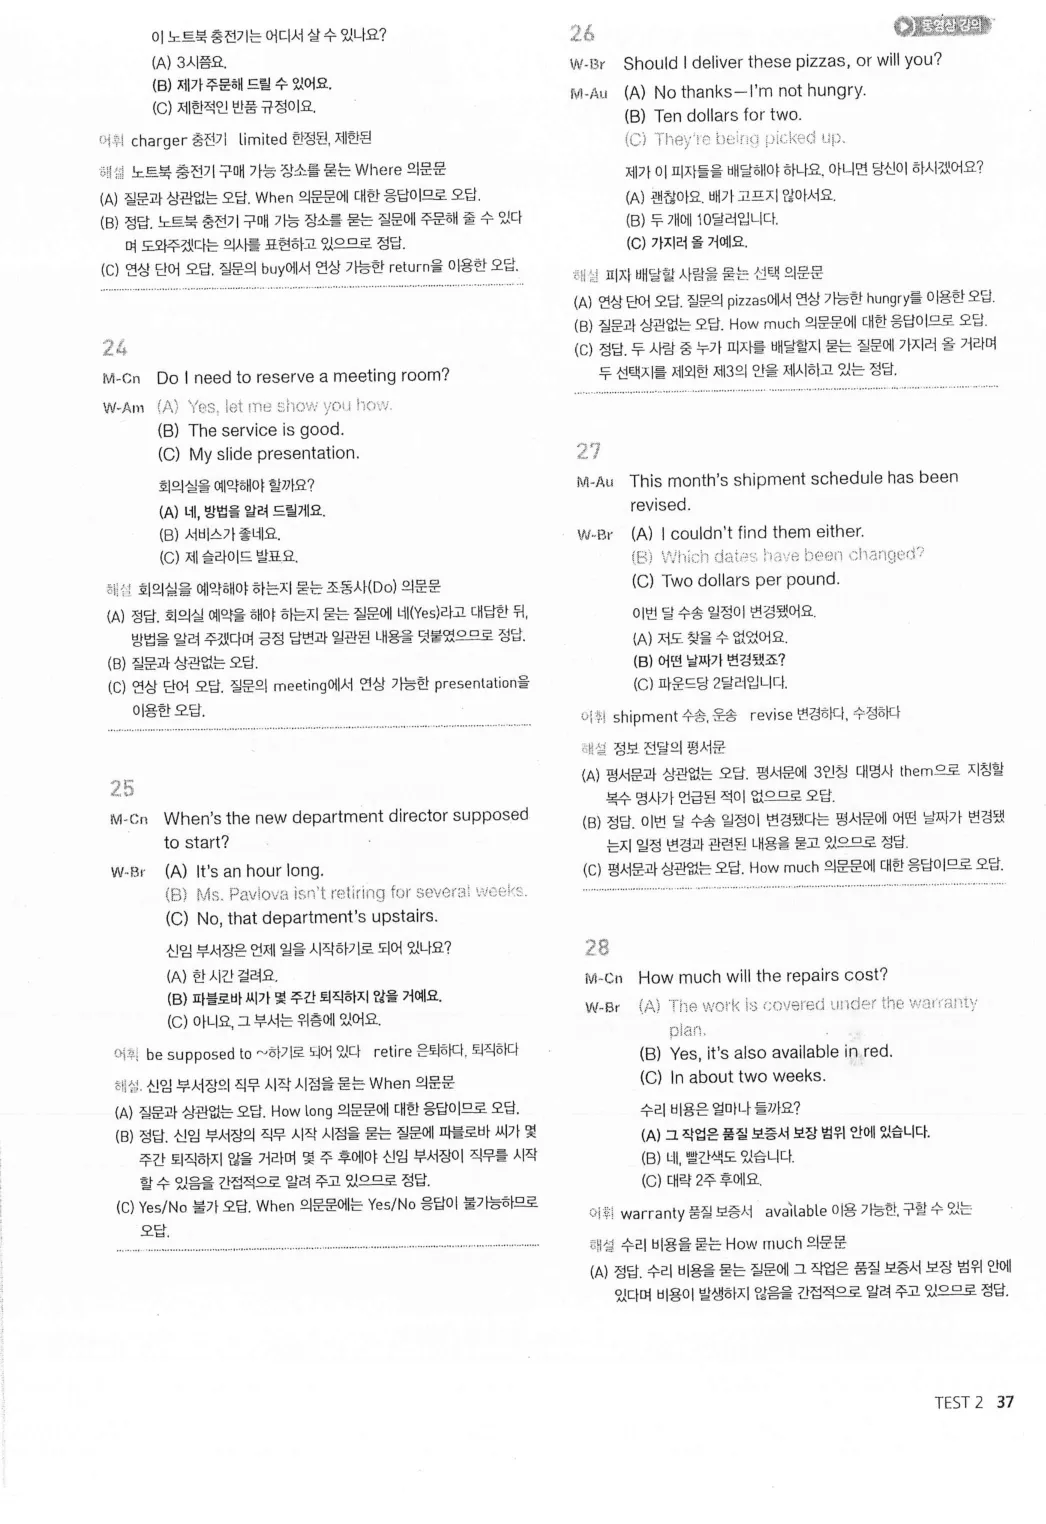 이 노트북 충전기는 어디서 살 수 있나요?
(A) 3시쯤요.
(B) 제가 주문해 드릴 수 있어요.
(C) 제한적인 반품 규정이요.
어휘 charger 충전기 limited 한정된, 제한된
해설 노트북 충전기 구매 가능 장소를 묻는 Where 의문문
(A) 질문과 상관없는 오답. When 의문문에 대한 응답이므로 오답.
(B) 정답. 노트북 충전기 구매 가능 장소를 묻는 질문에 주문해 줄 수 있다
며 도와주겠다는 의사를 표현하고 있으므로 정답.
(C) 연상 단어 오답. 질문의 buy에서 연상 가능한 return을 이용한 오답.
24
M-Cn Do I need to reserve a meeting room?
W-Am (A) Yes, let me show you how.
(B) The service is good.
(C) My slide presentation.
회의실을 예약해야 할까요?
(A) 네, 방법을 알려 드릴게요.
(B) 서비스가 좋네요.
(C) 제 슬라이드 발표요.
해설 회의실을 예약해야 하는지 묻는 조동사(Do) 의문문
(A) 정답. 회의실 예약을 해야 하는지 묻는 질문에 네(Yes)라고 대답한 뒤,
방법을 알려 주겠다며 긍정 답변과 일관된 내용을 덧붙였으므로 정답.
(B) 질문과 상관없는 오답.
(C) 연상 단어 오답. 질문의 meeting에서 연상 가능한 presentation을
이용한 오답.
25
M-Cn When's the new department director supposed
to start?
W-Br (A) It's an hour long.
(B) Ms. Pavlova isn't retiring for several weeks.
(C) No, that department's upstairs.
신임 부서장은 언제 일을 시작하기로 되어 있나요?
(A) 한 시간 걸려요.
(B) 파블로바 씨가 몇 주간 퇴직하지 않을 거예요.
(C) 아니요, 그 부서는 위층에 있어요.
어휘 be supposed to ~하기로 되어 있다 retire 은퇴하다, 퇴직하다
해설 신임 부서장의 직무 시작 시점을 묻는 When 의문문
(A) 질문과 상관없는 오답. How long 의문문에 대한 응답이므로 오답.
(B) 정답. 신임 부서장의 직무 시작 시점을 묻는 질문에 파블로바 씨가 몇
주간 퇴직하지 않을 거라며 몇 주 후에야 신임 부서장이 직무를 시작
할 수 있음을 간접적으로 알려 주고 있으므로 정답.
(C) Yes/No 불가 오답. When 의문문에는 Yes/No 응답이 불가능하므로
오답.
26
동영상 강의
W-Br Should I deliver these pizzas, or will you?
M-Au (A) No thanks—I'm not hungry.
(B) Ten dollars for two.
(C) They're being picked up.
제가 이 피자들을 배달해야 하나요, 아니면 당신이 하시겠어요?
(A) 괜찮아요. 배가 고프지 않아서요.
(B) 두 개에 10달러입니다.
(C) 가지러 올 거예요.
해설 피자 배달할 사람을 묻는 선택 의문문
(A) 연상 단어 오답. 질문의 pizzas에서 연상 가능한 hungry를 이용한 오답.
(B) 질문과 상관없는 오답. How much 의문문에 대한 응답이므로 오답.
(C) 정답. 두 사람 중 누가 피자를 배달할지 묻는 질문에 가지러 올 거라며
두 선택지를 제외한 제3의 안을 제시하고 있는 정답.
27
M-Au This month's shipment schedule has been
revised.
W-Br (A) I couldn't find them either.
(B) Which dates have been changed?
(C) Two dollars per pound.
이번 달 수송 일정이 변경됐어요.
(A) 저도 찾을 수 없었어요.
(B) 어떤 날짜가 변경됐죠?
(C) 파운드당 2달러입니다.
어휘 shipment 수송, 운송 revise 변경하다, 수정하다
해설 정보 전달의 평서문
(A) 평서문과 상관없는 오답. 평서문에 3인칭 대명사 them으로 지칭할
복수 명사가 언급된 적이 없으므로 오답.
(B) 정답. 이번 달 수송 일정이 변경됐다는 평서문에 어떤 날짜가 변경됐
는지 일정 변경과 관련된 내용을 묻고 있으므로 정답.
(C) 평서문과 상관없는 오답. How much 의문문에 대한 응답이므로 오답.
28
M-Cn How much will the repairs cost?
W-Br (A) The work is covered under the warranty
plan.
(B) Yes, it's also available in red.
(C) In about two weeks.
수리 비용은 얼마나 들까요?
(A) 그 작업은 품질 보증서 보장 범위 안에 있습니다.
(B) 네, 빨간색도 있습니다.
(C) 대략 2주 후에요.
어휘 warranty 품질 보증서 available 이용 가능한, 구할 수 있는
해설 수리 비용을 묻는 How much 의문문
(A) 정답. 수리 비용을 묻는 질문에 그 작업은 품질 보증서 보장 범위 안에
있다며 비용이 발생하지 않음을 간접적으로 알려 주고 있으므로 정답.
TEST 2 37